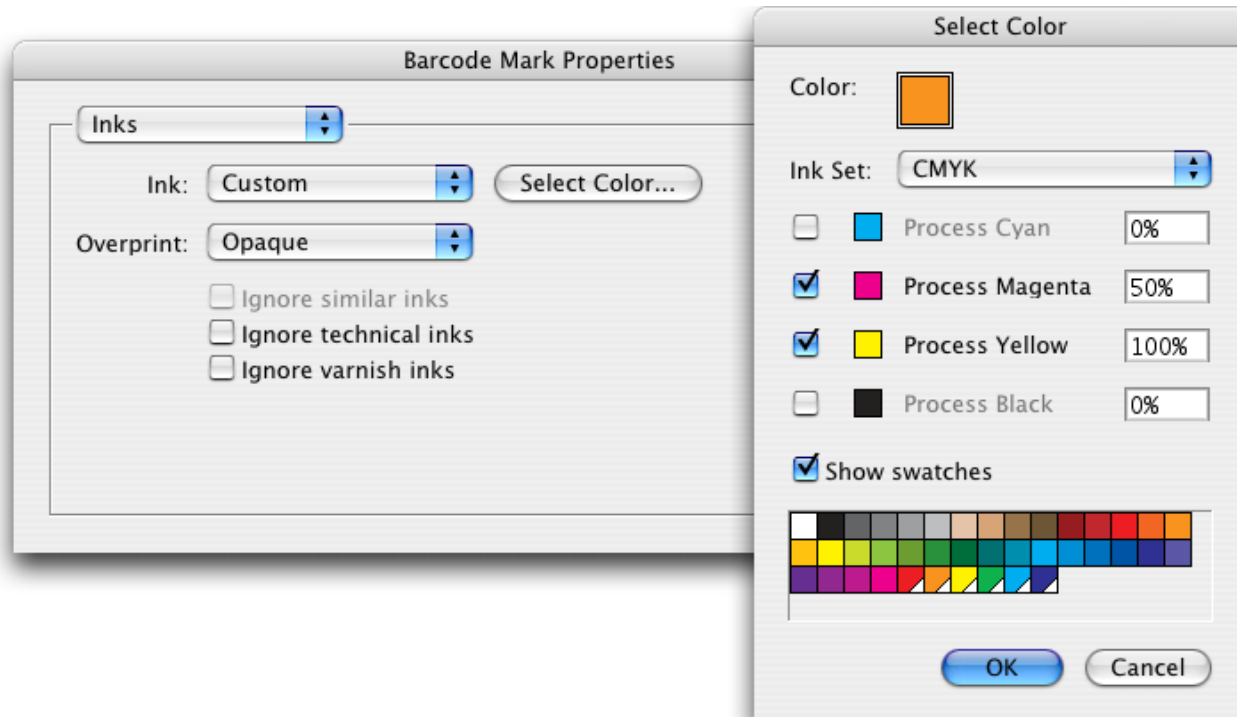 Barcode Mark Properties
Inks
Ink: Custom Select Color...
Overprint: Opaque
Ignore similar inks
Ignore technical inks
Ignore varnish inks
Select Color
Color:
Ink Set: CMYK
Process Cyan 0%
Process Magenta 50%
Process Yellow 100%
Process Black 0%
Show swatches
OK Cancel